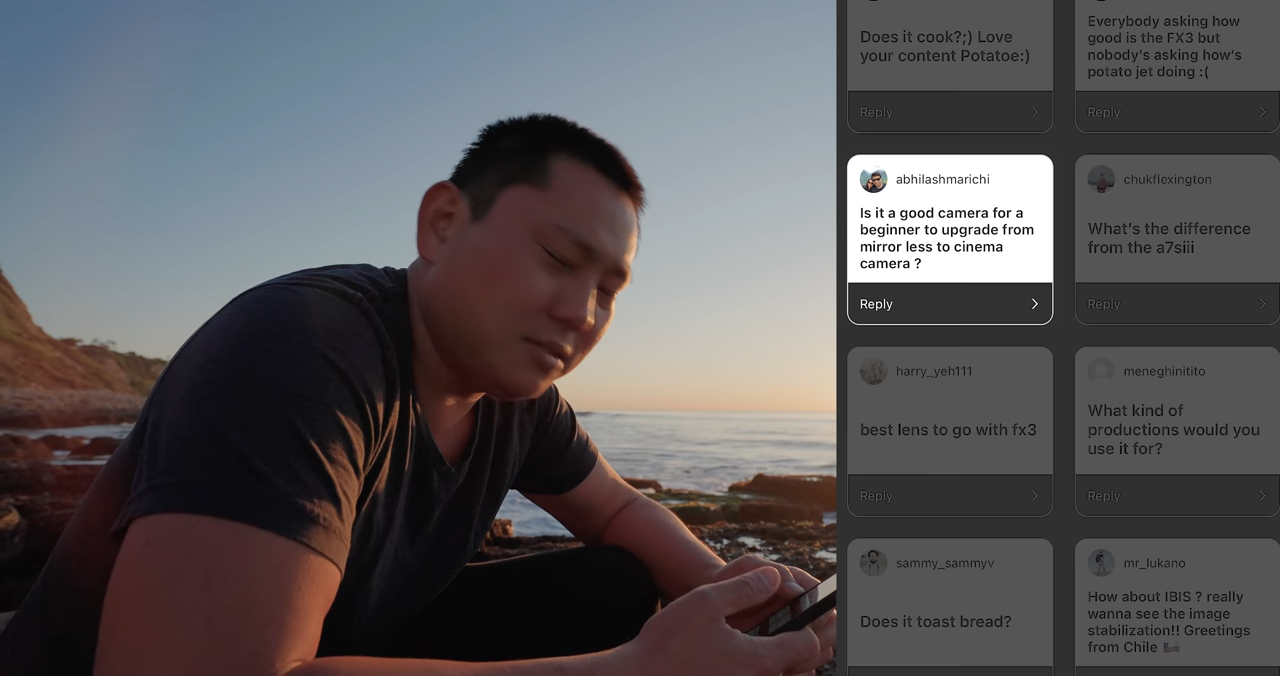 Does it cook?;) Love
your content Potatoe:)
Reply
Everybody asking how
good is the FX3 but
nobody's asking how's
potato jet doing :(
Reply
abhilashmarichi
Is it a good camera for a
beginner to upgrade from
mirror less to cinema
camera ?
Reply
chukflexington
What's the difference
from the a7siii
Reply
harry_yeh111
best lens to go with fx3
Reply
meneghinitito
What kind of
productions would you
use it for?
Reply
sammy_sammyv
Does it toast bread?
mr_lukano
How about IBIS ? really
wanna see the image
stabilization!! Greetings
from Chile 🇨🇱